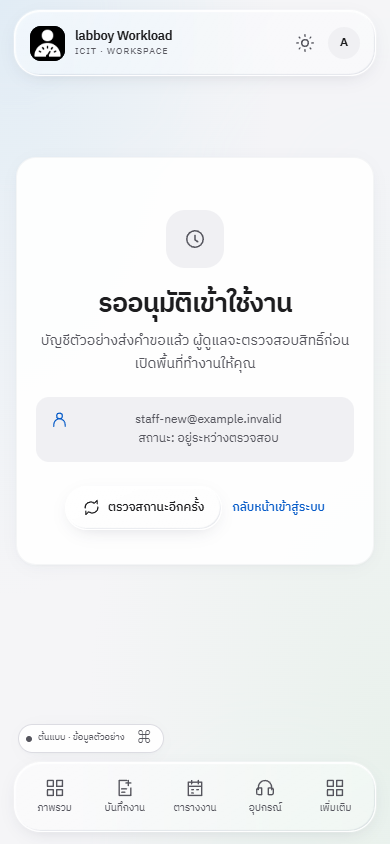 labboy Workload
ICIT · WORKSPACE
A
รออนุมัติเข้าใช้งาน
บัญชีตัวอย่างส่งคำขอแล้ว ผู้ดูแลจะตรวจสอบสิทธิ์ก่อน
เปิดพื้นที่ทำงานให้คุณ
staff-new@example.invalid
สถานะ: อยู่ระหว่างตรวจสอบ
ตรวจสถานะอีกครั้ง
กลับหน้าเข้าสู่ระบบ
ต้นแบบ · ข้อมูลตัวอย่าง ⌘
ภาพรวม
บันทึกงาน
ตารางงาน
อุปกรณ์
เพิ่มเติม